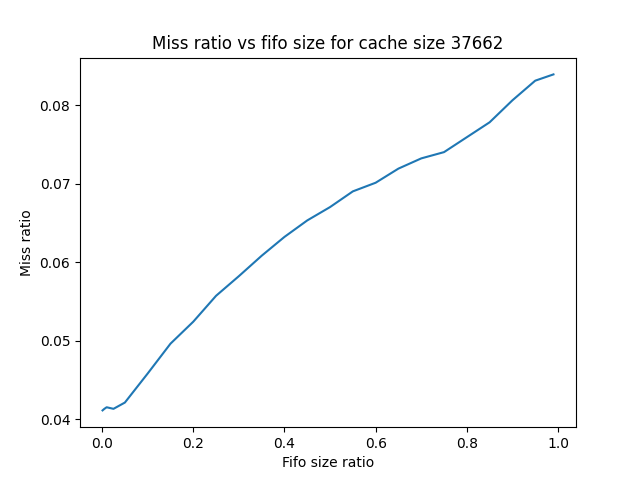 Miss ratio vs fifo size for cache size 37662
0.08
0.07
0.06
0.05
0.04
Miss ratio
0.0 0.2 0.4 0.6 0.8 1.0
Fifo size ratio